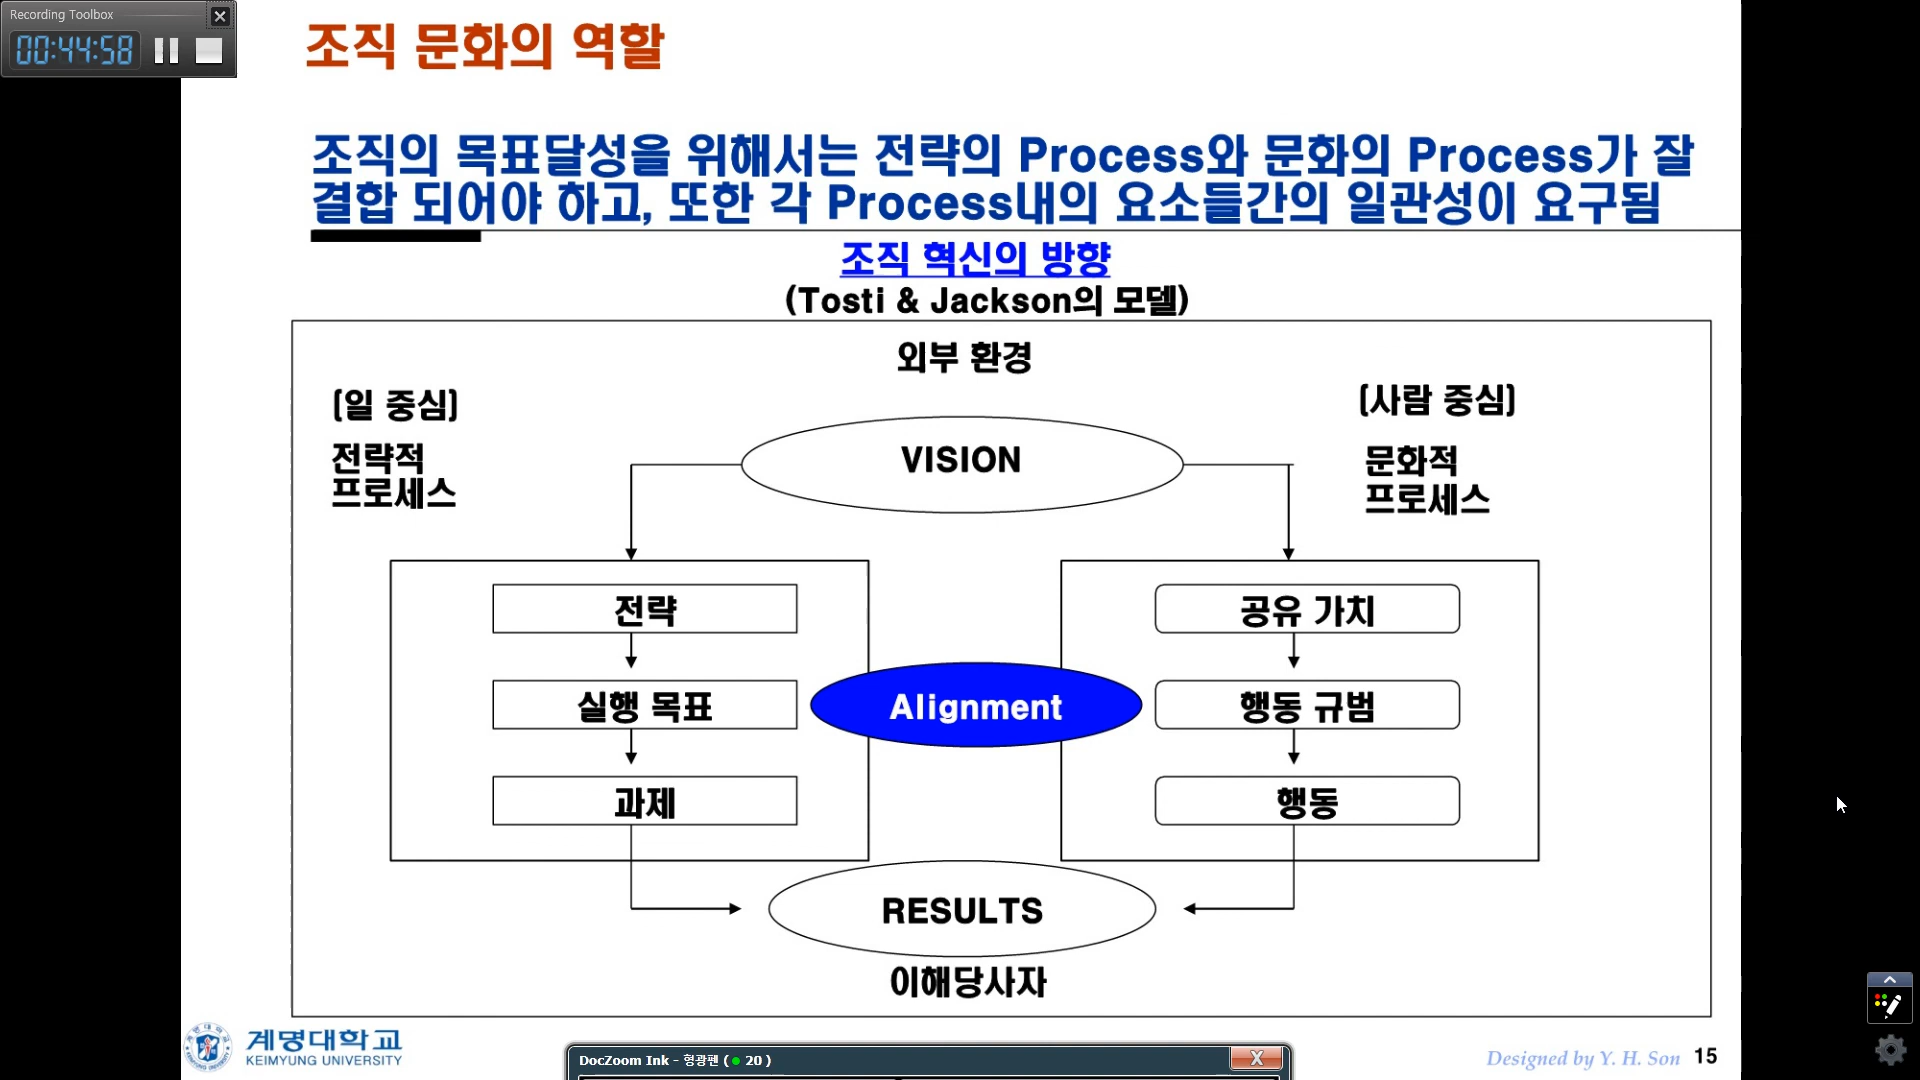 Recording Toolbox
00:44:58
조직 문화의 역할
조직의 목표달성을 위해서는 전략의 Process와 문화의 Process가 잘
결합 되어야 하고, 또한 각 Process내의 요소들간의 일관성이 요구됨
조직 혁신의 방향
(Tosti & Jackson의 모델)
외부 환경
(일 중심)
(사람 중심)
전략적
프로세스
VISION
문화적
프로세스
전략
공유 가치
실행 목표
Alignment
행동 규범
과제
행동
RESULTS
이해당사자
계명대학교
KEIMYUNG UNIVERSITY
DocZoom Ink - 형광펜 ( 20 )
Designed by Y. H. Son 15